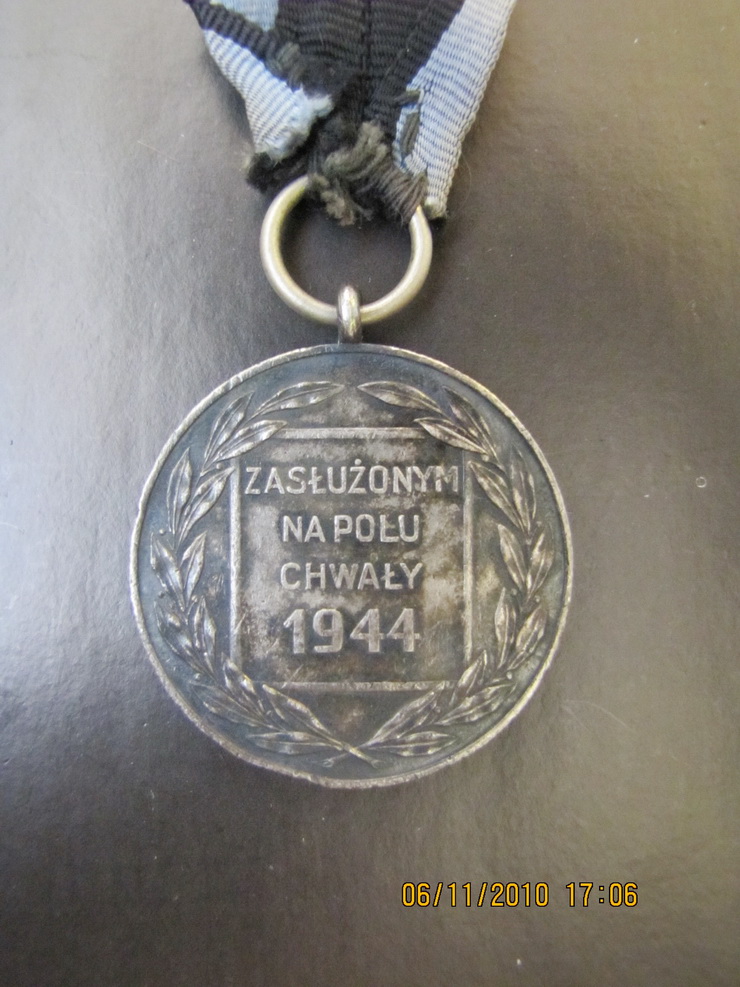 ZASŁUŻONYM
NA POLU
CHWAŁY
1944
06/11/2010 17:06